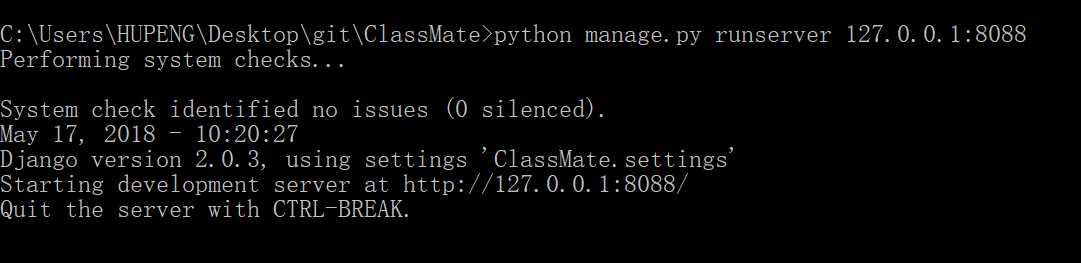 C:\Users\HUPENG\Desktop\git\ClassMate>python manage.py runserver 127.0.0.1:8088
Performing system checks...
System check identified no issues (0 silenced).
May 17, 2018 - 10:20:27
Django version 2.0.3, using settings 'ClassMate.settings'
Starting development server at http://127.0.0.1:8088/
Quit the server with CTRL-BREAK.